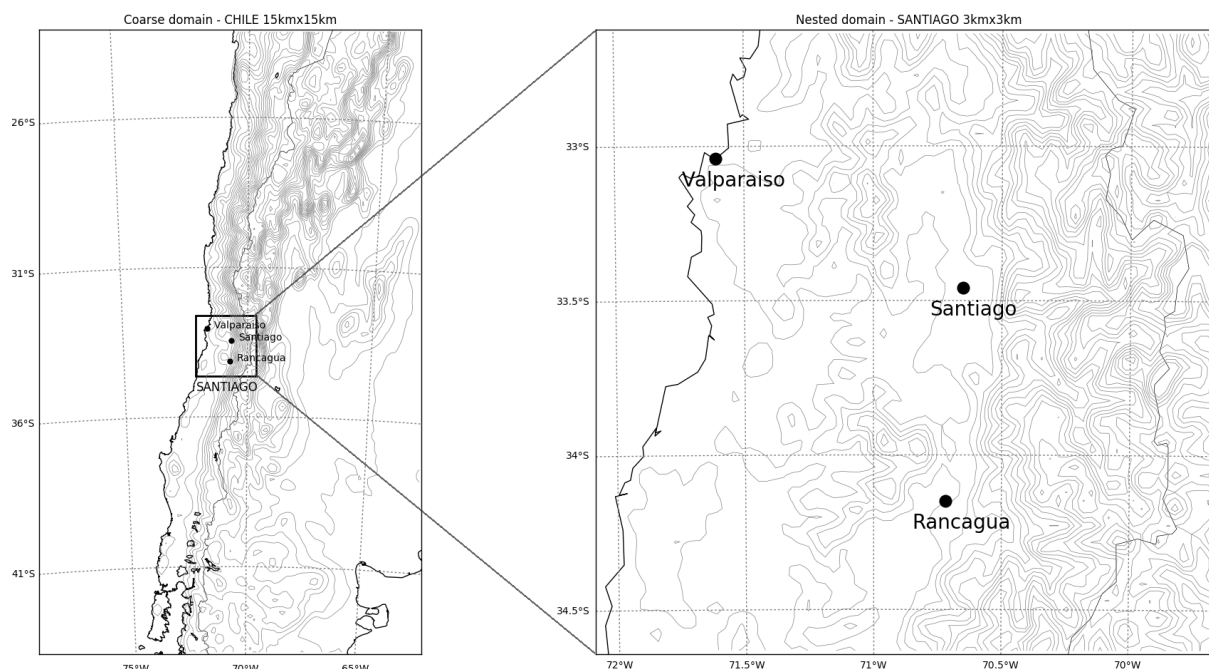 Coarse domain - CHILE 15kmx15km
26°S
31°S
36°S
41°S
75°W
70°W
65°W
Valparaiso
Santiago
Rancagua
SANTIAGO
Nested domain - SANTIAGO 3kmx3km
33°S
33.5°S
34°S
34.5°S
72°W
71.5°W
71°W
70.5°W
70°W
Valparaiso
Santiago
Rancagua